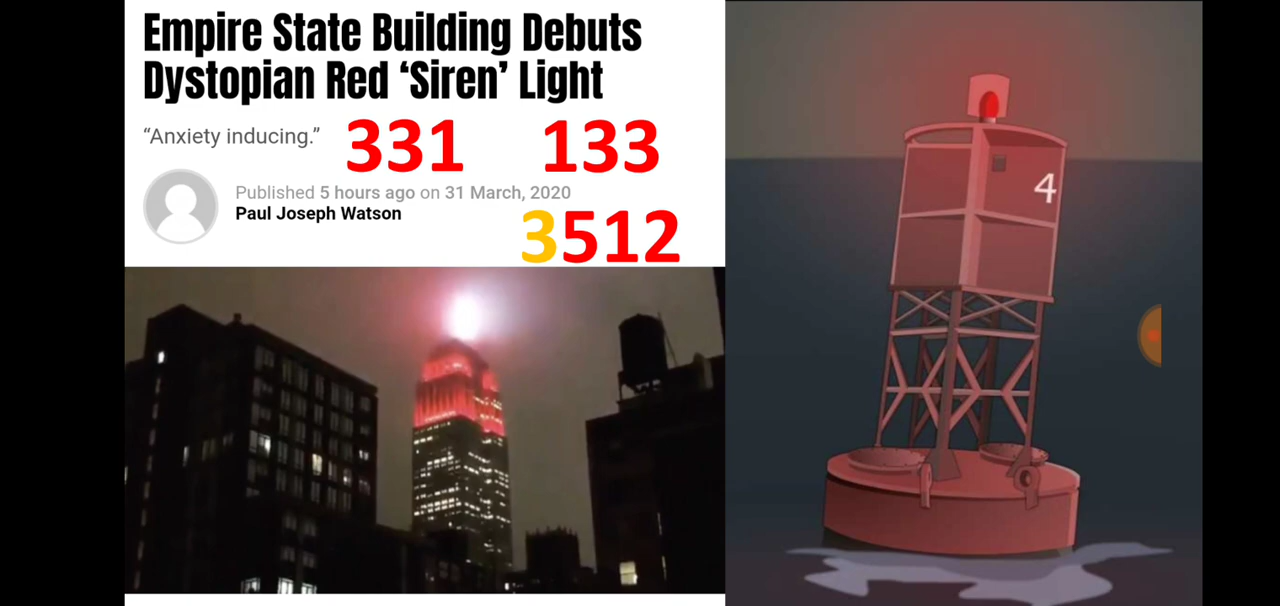 Empire State Building Debuts
Dystopian Red ‘Siren’ Light
“Anxiety inducing.” 331 133
Published 5 hours ago on 31 March, 2020
Paul Joseph Watson
3512
4